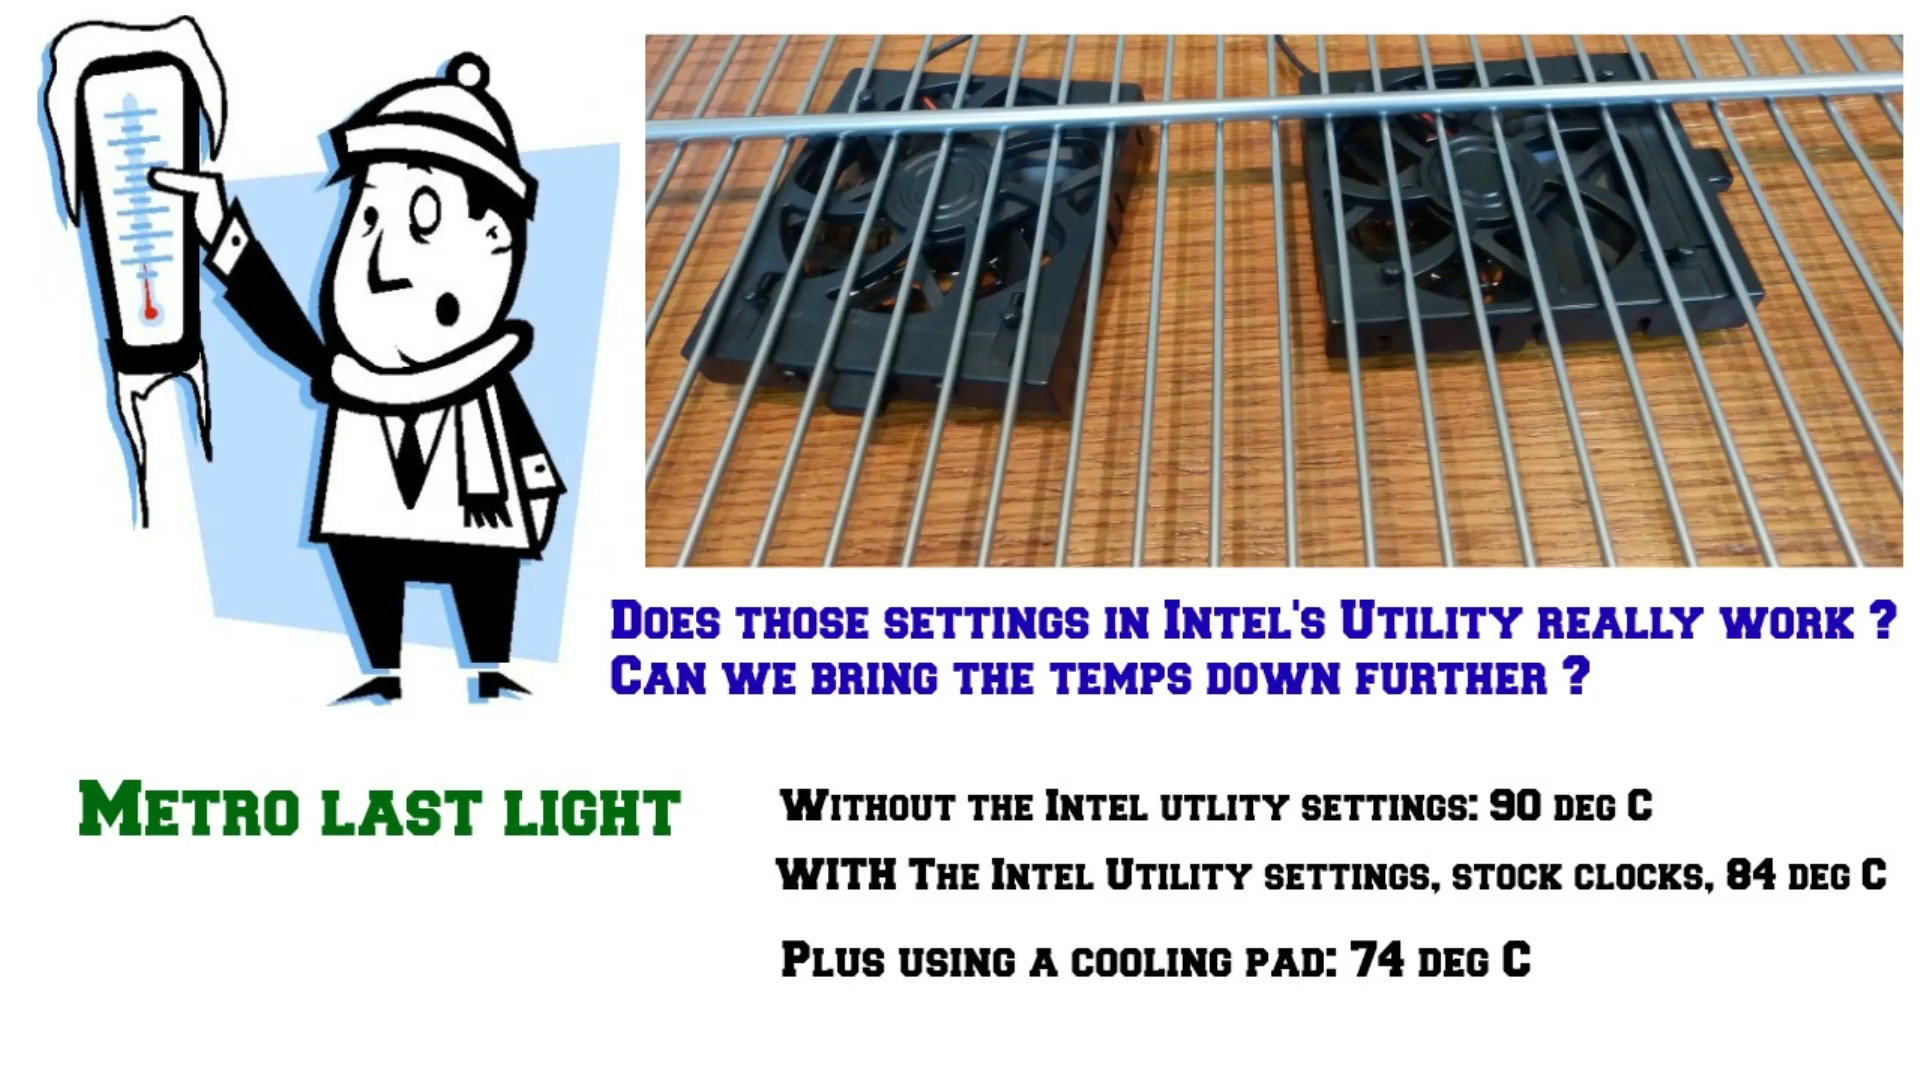 Does those settings in Intel's Utility really work ?
Can we bring the temps down further ?
Metro last light
Without the Intel utlity settings: 90 deg C
WITH The Intel Utility settings, stock clocks, 84 deg C
Plus using a cooling pad: 74 deg C